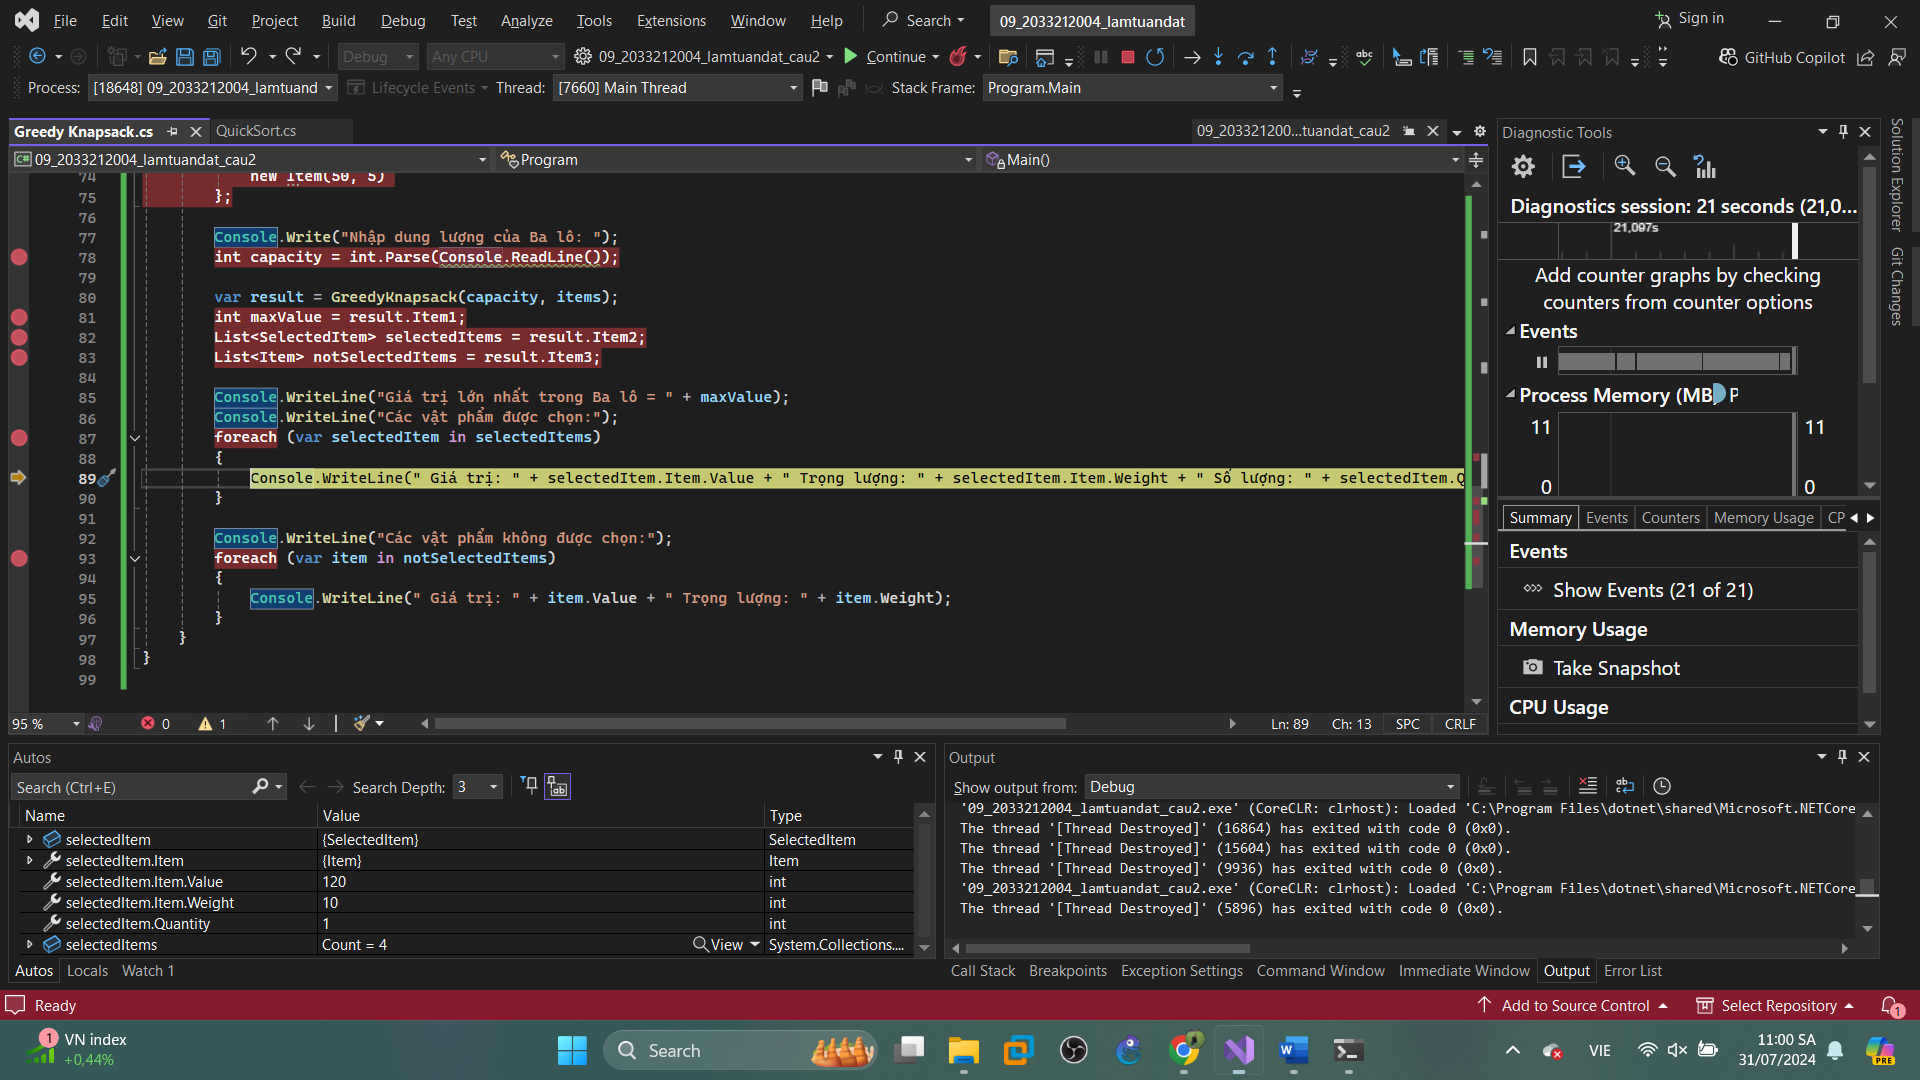 File Edit View Git Project Build Debug Test Analyze Tools Extensions Window Help Search 09_2033212004_lamtuandat Sign in
Debug Any CPU 09_2033212004_lamtuandat_cau2 Continue GitHub Copilot
Process: [18648] 09_2033212004_lamtuand Lifecycle Events Thread: [7660] Main Thread Stack Frame: Program.Main
Greedy Knapsack.cs QuickSort.cs 09_203321200...tuandat_cau2
09_2033212004_lamtuandat_cau2 Program Main()
74 new Item(50, 5)
75 };
76
77 Console.Write("Nhập dung lượng của Ba lô: ");
78 int capacity = int.Parse(Console.ReadLine());
79
80 var result = GreedyKnapsack(capacity, items);
81 int maxValue = result.Item1;
82 List<SelectedItem> selectedItems = result.Item2;
83 List<Item> notSelectedItems = result.Item3;
84
85 Console.WriteLine("Giá trị lớn nhất trong Ba lô = " + maxValue);
86 Console.WriteLine("Các vật phẩm được chọn:");
87 foreach (var selectedItem in selectedItems)
88 {
89 Console.WriteLine(" Giá trị: " + selectedItem.Item.Value + " Trọng lượng: " + selectedItem.Item.Weight + " Số lượng: " + selectedItem.Q
90 }
91
92 Console.WriteLine("Các vật phẩm không được chọn:");
93 foreach (var item in notSelectedItems)
94 {
95 Console.WriteLine(" Giá trị: " + item.Value + " Trọng lượng: " + item.Weight);
96 }
97 }
98 }
99
95 % 0 1 Ln: 89 Ch: 13 SPC CRLF
Diagnostic Tools
Diagnostics session: 21 seconds (21,0...
21,097s
Add counter graphs by checking
counters from counter options
Events
Process Memory (MB) P
11 11
0 0
Summary Events Counters Memory Usage CP
Events
Show Events (21 of 21)
Memory Usage
Take Snapshot
CPU Usage
Solution Explorer
Git Changes
Autos
Search (Ctrl+E) Search Depth: 3
Name Value Type
selectedItem {SelectedItem} SelectedItem
selectedItem.Item {Item} Item
selectedItem.Item.Value 120 int
selectedItem.Item.Weight 10 int
selectedItem.Quantity 1 int
selectedItems Count = 4 View System.Collections....
Autos Locals Watch 1
Output
Show output from: Debug
'09_2033212004_lamtuandat_cau2.exe' (CoreCLR: clrhost): Loaded 'C:\Program Files\dotnet\shared\Microsoft.NETCore
The thread '[Thread Destroyed]' (16864) has exited with code 0 (0x0).
The thread '[Thread Destroyed]' (15604) has exited with code 0 (0x0).
The thread '[Thread Destroyed]' (9936) has exited with code 0 (0x0).
'09_2033212004_lamtuandat_cau2.exe' (CoreCLR: clrhost): Loaded 'C:\Program Files\dotnet\shared\Microsoft.NETCore
The thread '[Thread Destroyed]' (5896) has exited with code 0 (0x0).
Call Stack Breakpoints Exception Settings Command Window Immediate Window Output Error List
Ready Add to Source Control Select Repository 1
1 VN index
+0,44%
Search
VIE
11:00 SA
31/07/2024
PRE